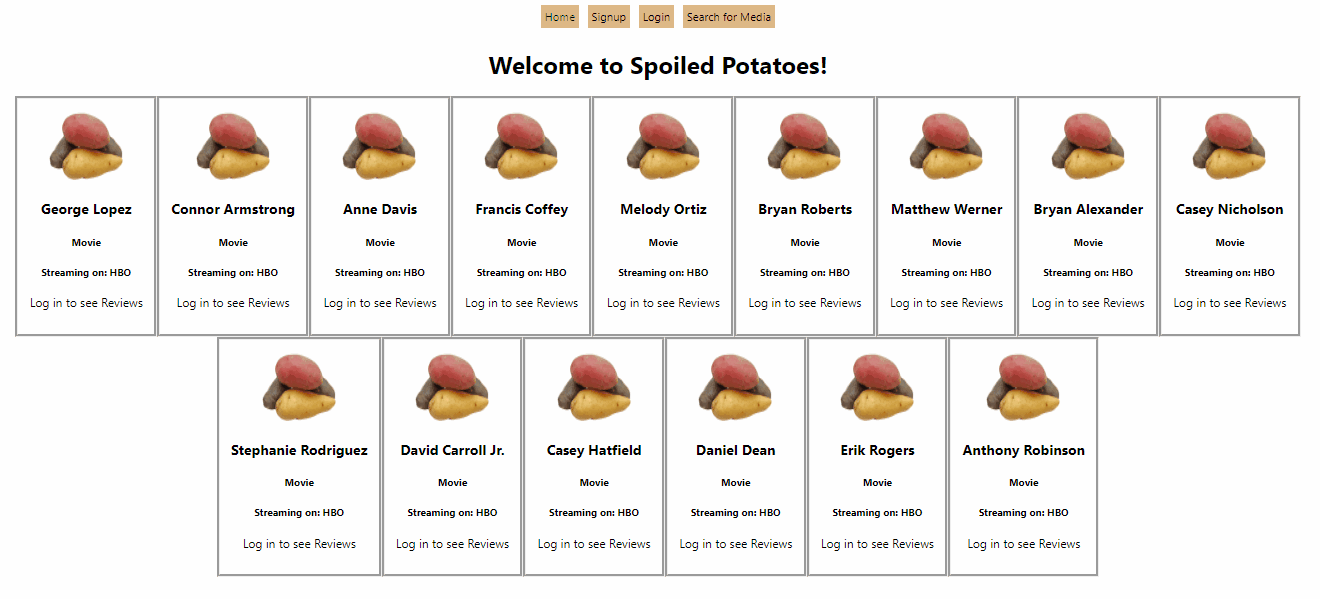 Home Signup Login Search for Media
Welcome to Spoiled Potatoes!
George Lopez Connor Armstrong Anne Davis Francis Coffey Melody Ortiz Bryan Roberts Matthew Werner Bryan Alexander Casey Nicholson
Movie Movie Movie Movie Movie Movie Movie Movie Movie
Streaming on: HBO Streaming on: HBO Streaming on: HBO Streaming on: HBO Streaming on: HBO Streaming on: HBO Streaming on: HBO Streaming on: HBO Streaming on: HBO
Log in to see Reviews Log in to see Reviews Log in to see Reviews Log in to see Reviews Log in to see Reviews Log in to see Reviews Log in to see Reviews Log in to see Reviews Log in to see Reviews
Stephanie Rodriguez David Carroll Jr. Casey Hatfield Daniel Dean Erik Rogers Anthony Robinson
Movie Movie Movie Movie Movie Movie
Streaming on: HBO Streaming on: HBO Streaming on: HBO Streaming on: HBO Streaming on: HBO Streaming on: HBO
Log in to see Reviews Log in to see Reviews Log in to see Reviews Log in to see Reviews Log in to see Reviews Log in to see Reviews